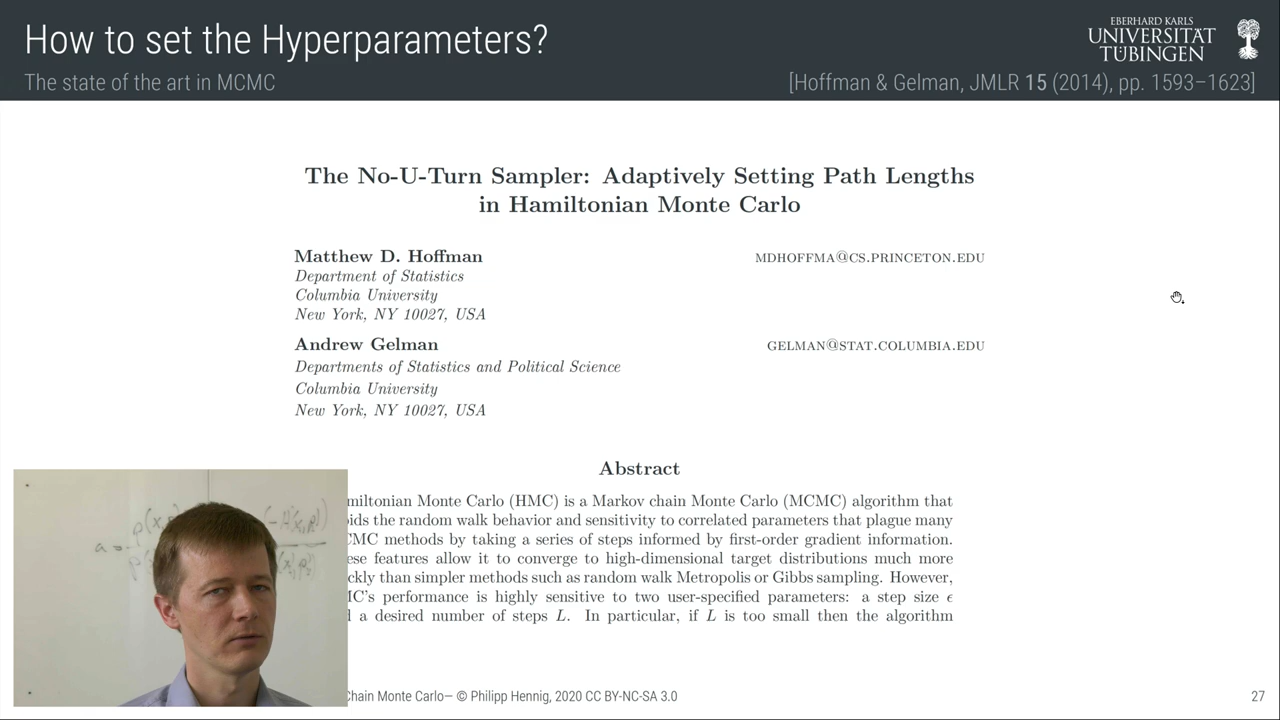 How to set the Hyperparameters?
The state of the art in MCMC
[Hoffman & Gelman, JMLR 15 (2014), pp. 1593–1623]
EBERHARD KARLS
UNIVERSITÄT
TÜBINGEN
The No-U-Turn Sampler: Adaptively Setting Path Lengths
in Hamiltonian Monte Carlo
Matthew D. Hoffman
MDHOFFMA@CS.PRINCETON.EDU
Department of Statistics
Columbia University
New York, NY 10027, USA
Andrew Gelman
GELMAN@STAT.COLUMBIA.EDU
Departments of Statistics and Political Science
Columbia University
New York, NY 10027, USA
Abstract
Monte Carlo (HMC) is a Markov chain Monte Carlo (MCMC) algorithm that
the random walk behavior and sensitivity to correlated parameters that plague many
methods by taking a series of steps informed by first-order gradient information.
features allow it to converge to high-dimensional target distributions much more
than simpler methods such as random walk Metropolis or Gibbs sampling. However,
performance is highly sensitive to two user-specified parameters: a step size ϵ
a desired number of steps L. In particular, if L is too small then the algorithm
Chain Monte Carlo— © Philipp Hennig, 2020 CC BY-NC-SA 3.0
27